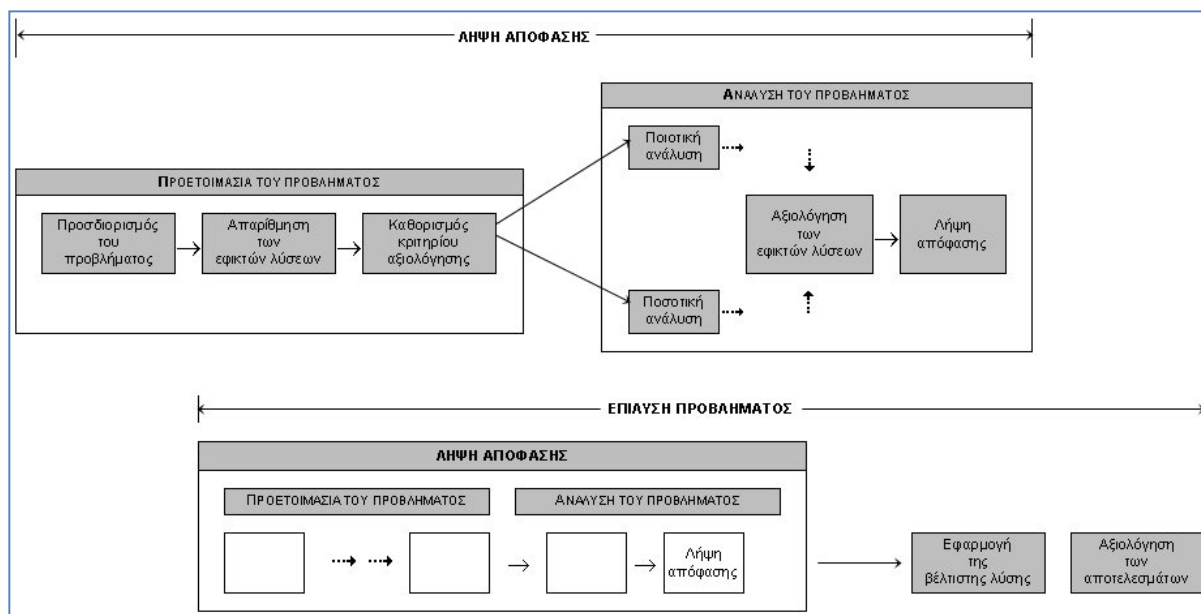 ΛΗΨΗ ΑΠΟΦΑΣΗΣ
ΠΡΟΕΤΟΙΜΑΣΙΑ ΤΟΥ ΠΡΟΒΛΗΜΑΤΟΣ
Προσδιορισμός
του
προβλήματος
Απαρίθμηση
των
εφικτών λύσεων
Καθορισμός
κριτηρίου
αξιολόγησης
ΑΝΑΛΥΣΗ ΤΟΥ ΠΡΟΒΛΗΜΑΤΟΣ
Ποιοτική
ανάλυση
Ποσοτική
ανάλυση
Αξιολόγηση
των
εφικτών λύσεων
Λήψη
απόφασης
ΕΠΙΛΥΣΗ ΠΡΟΒΛΗΜΑΤΟΣ
ΛΗΨΗ ΑΠΟΦΑΣΗΣ
ΠΡΟΕΤΟΙΜΑΣΙΑ ΤΟΥ ΠΡΟΒΛΗΜΑΤΟΣ
ΑΝΑΛΥΣΗ ΤΟΥ ΠΡΟΒΛΗΜΑΤΟΣ
Λήψη
απόφασης
Εφαρμογή
της
βέλτιστης λύσης
Αξιολόγηση
των
αποτελεσμάτων